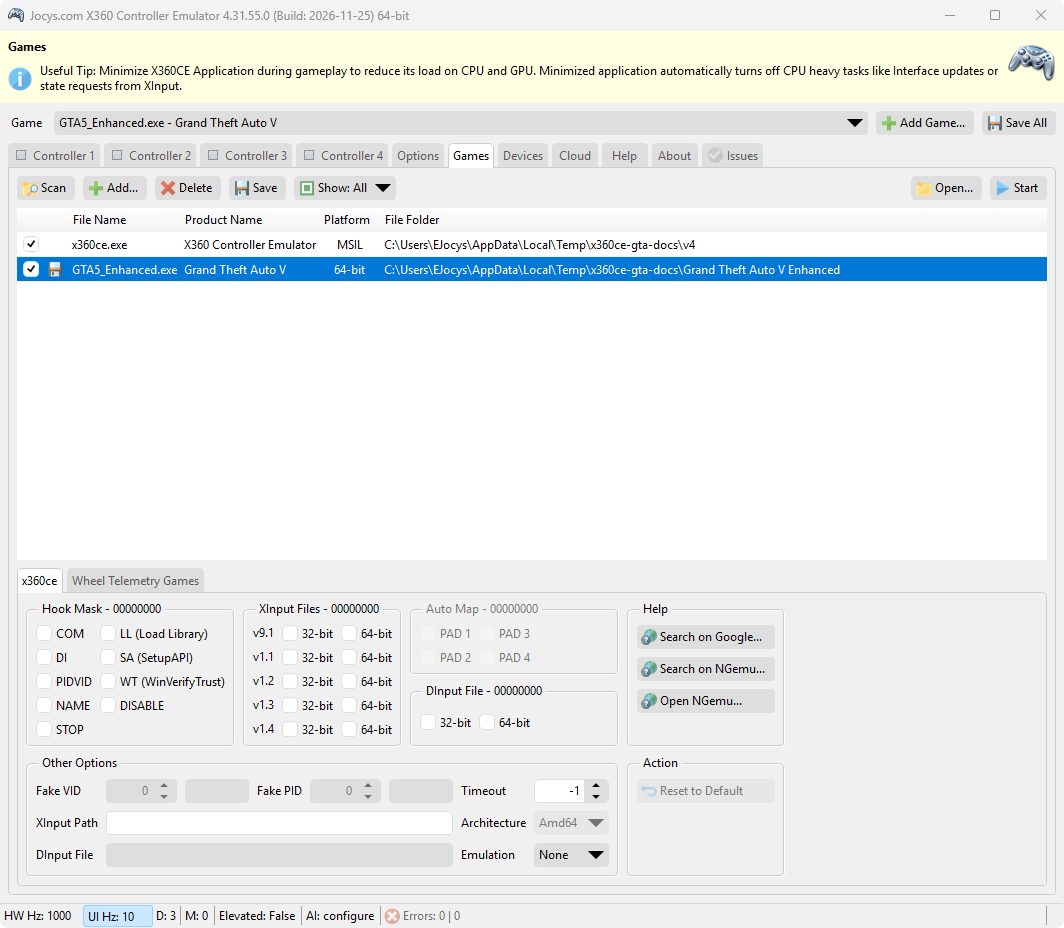 Jocys.com X360 Controller Emulator 4.31.55.0 (Build: 2026-11-25) 64-bit
Games
Useful Tip: Minimize X360CE Application during gameplay to reduce its load on CPU and GPU. Minimized application automatically turns off CPU heavy tasks like Interface updates or
state requests from XInput.
Game GTA5_Enhanced.exe - Grand Theft Auto V Add Game... Save All
Controller 1 Controller 2 Controller 3 Controller 4 Options Games Devices Cloud Help About Issues
Scan Add... Delete Save Show: All Open... Start
File Name Product Name Platform File Folder
x360ce.exe X360 Controller Emulator MSIL C:\Users\EJocys\AppData\Local\Temp\x360ce-gta-docs\v4
GTA5_Enhanced.exe Grand Theft Auto V 64-bit C:\Users\EJocys\AppData\Local\Temp\x360ce-gta-docs\Grand Theft Auto V Enhanced
x360ce Wheel Telemetry Games
Hook Mask - 00000000 XInput Files - 00000000 Auto Map - 00000000 Help
COM LL (Load Library) v9.1 32-bit 64-bit PAD 1 PAD 3 Search on Google...
DI SA (SetupAPI) v1.1 32-bit 64-bit PAD 2 PAD 4 Search on NGemu...
PIDVID WT (WinVerifyTrust) v1.2 32-bit 64-bit DInput File - 00000000 Open NGemu...
NAME DISABLE v1.3 32-bit 64-bit 32-bit 64-bit
STOP v1.4 32-bit 64-bit
Other Options Action
Fake VID 0 Fake PID 0 Timeout -1 Reset to Default
XInput Path Architecture Amd64
DInput File Emulation None
HW Hz: 1000 UI Hz: 10 D: 3 M: 0 Elevated: False AI: configure Errors: 0 | 0